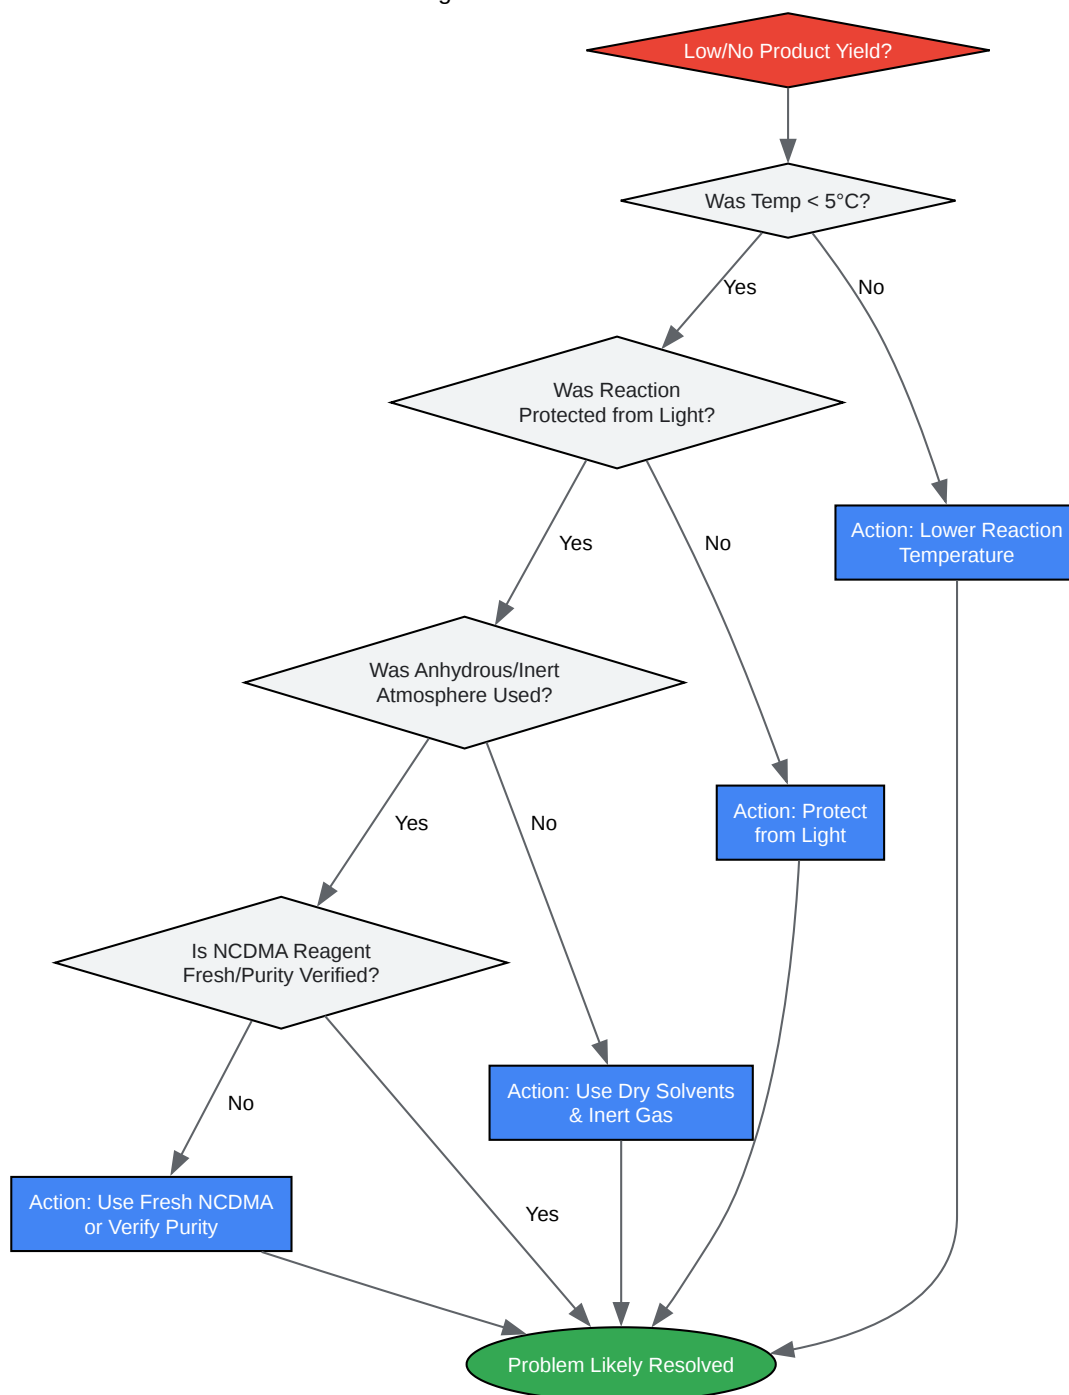 Low/No Product Yield?
Was Temp < 5°C?
Yes
No
Was Reaction
Protected from Light?
Yes
No
Action: Lower Reaction
Temperature
Was Anhydrous/Inert
Atmosphere Used?
Yes
No
Action: Protect
from Light
Is NCDMA Reagent
Fresh/Purity Verified?
No
Yes
Action: Use Dry Solvents
& Inert Gas
Action: Use Fresh NCDMA
or Verify Purity
Problem Likely Resolved